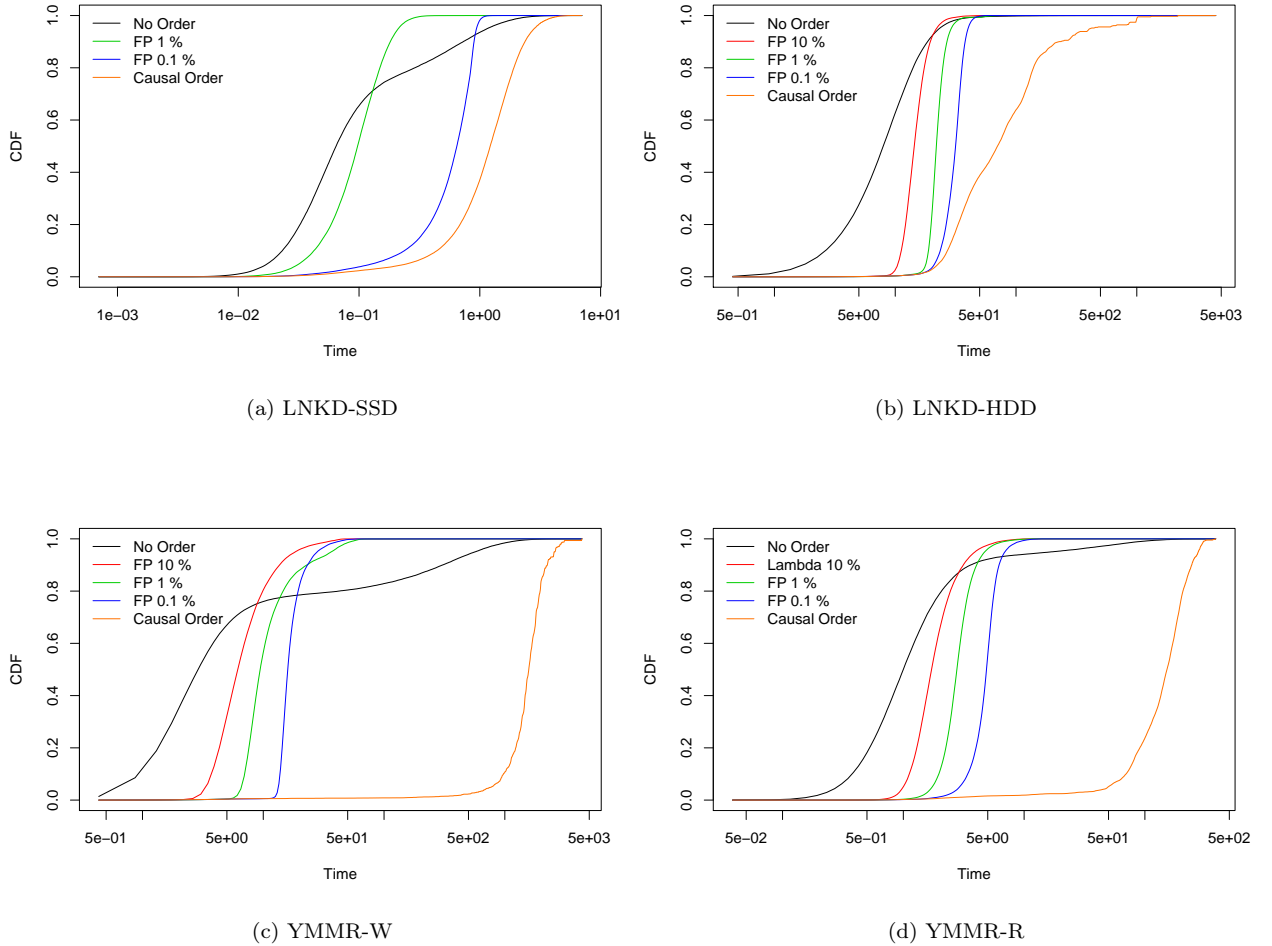 CDF
1.0
0.8
0.6
0.4
0.2
0.0
No Order
FP 1 %
FP 0.1 %
Causal Order
1e−03 1e−02 1e−01 1e+00 1e+01
Time
(a) LNKD-SSD
CDF
1.0
0.8
0.6
0.4
0.2
0.0
No Order
FP 10 %
FP 1 %
FP 0.1 %
Causal Order
5e−01 5e+00 5e+01 5e+02 5e+03
Time
(b) LNKD-HDD
CDF
1.0
0.8
0.6
0.4
0.2
0.0
No Order
FP 10 %
FP 1 %
FP 0.1 %
Causal Order
5e−01 5e+00 5e+01 5e+02 5e+03
Time
(c) YMMR-W
CDF
1.0
0.8
0.6
0.4
0.2
0.0
No Order
Lambda 10 %
FP 1 %
FP 0.1 %
Causal Order
5e−02 5e−01 5e+00 5e+01 5e+02
Time
(d) YMMR-R